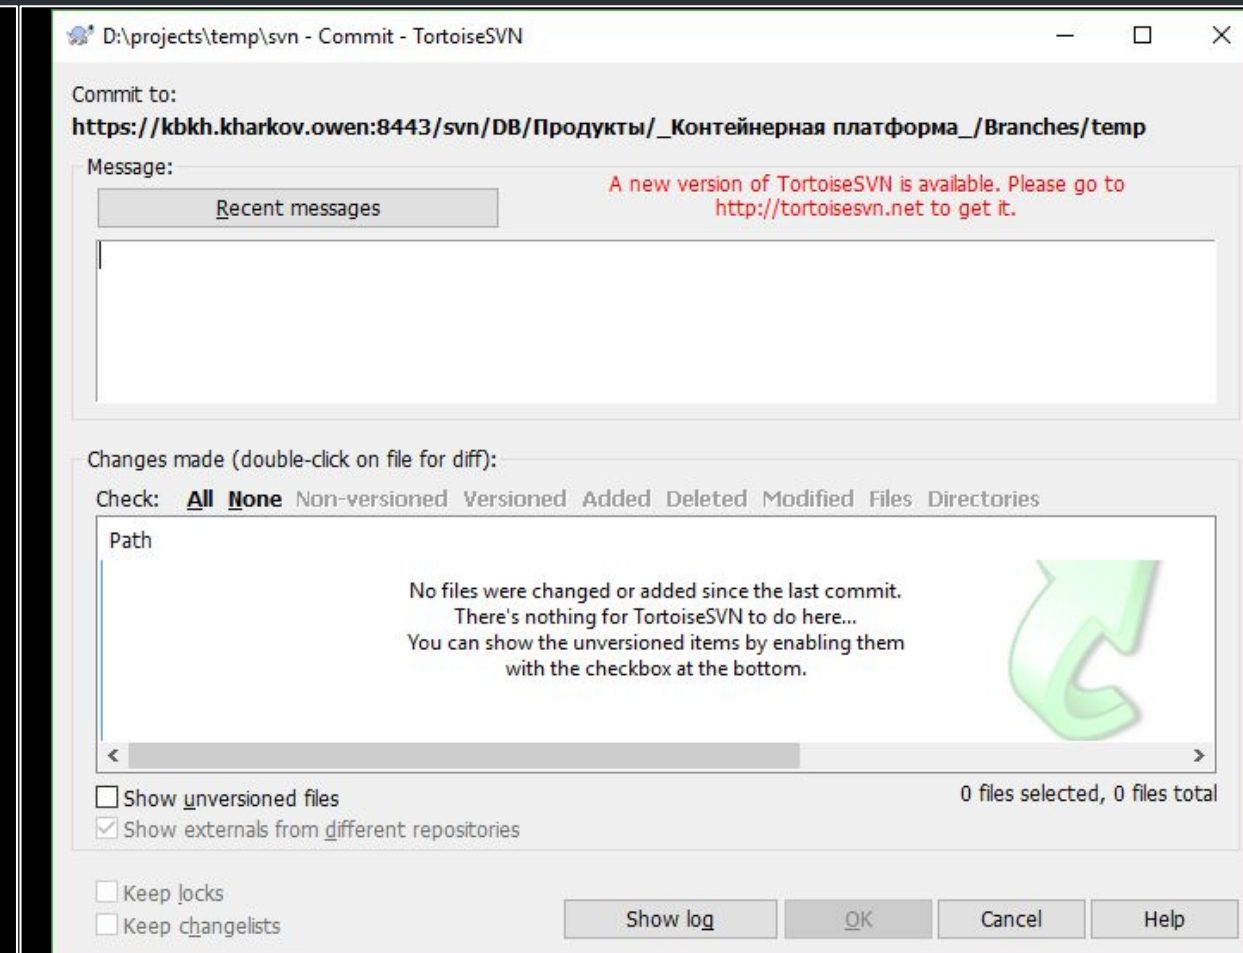 D:\projects\temp\svn - Commit - TortoiseSVN
Commit to:
https://kbkh.kharkov.owen:8443/svn/DB/Продукты/_Контейнерная платформа_/Branches/temp
Message:
Recent messages
A new version of TortoiseSVN is available. Please go to
http://tortoisesvn.net to get it.
Changes made (double-click on file for diff):
Check: All None Non-versioned Versioned Added Deleted Modified Files Directories
Path
No files were changed or added since the last commit.
There's nothing for TortoiseSVN to do here...
You can show the unversioned items by enabling them
with the checkbox at the bottom.
Show unversioned files
0 files selected, 0 files total
Show externals from different repositories
Keep locks
Keep changelists
Show log OK Cancel Help